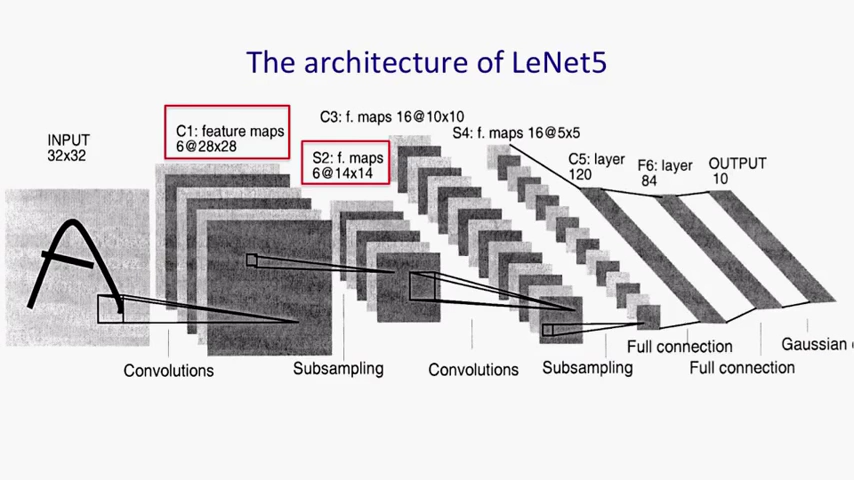 The architecture of LeNet5
INPUT
32x32
C1: feature maps
6@28x28
S2: f. maps
6@14x14
C3: f. maps 16@10x10
S4: f. maps 16@5x5
C5: layer
120
F6: layer
84
OUTPUT
10
Convolutions
Subsampling
Convolutions
Subsampling
Full connection
Full connection
Gaussian